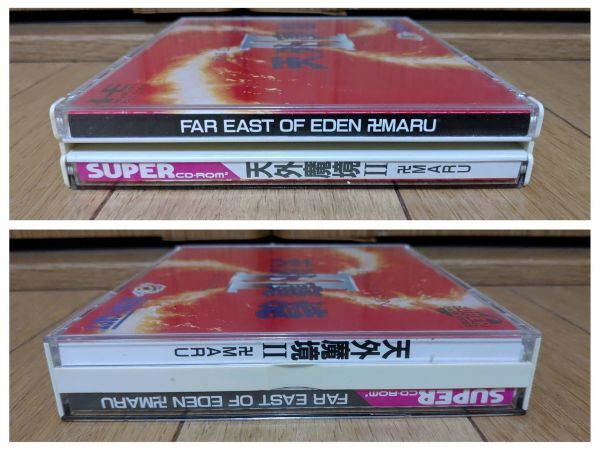 FAR EAST OF EDEN 卍MARU
SUPER CD-ROM²
天外魔境II 卍MARU
天外魔境II 卍MARU
SUPER CD-ROM²
FAR EAST OF EDEN 卍MARU